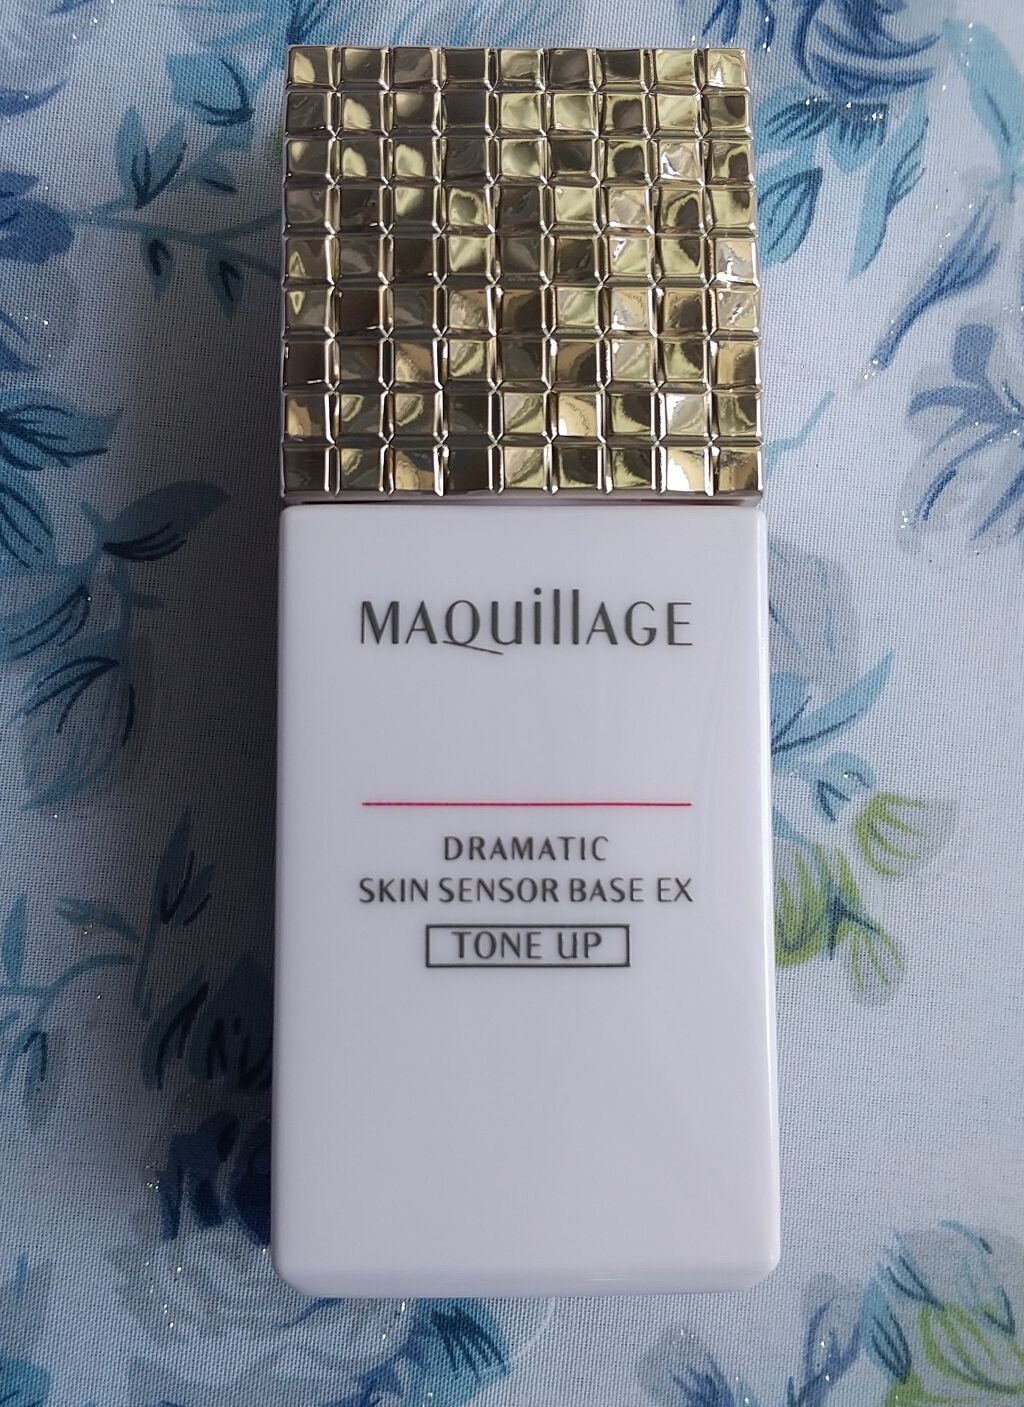 MAQuillAGE
DRAMATIC
SKIN SENSOR BASE EX
TONE UP